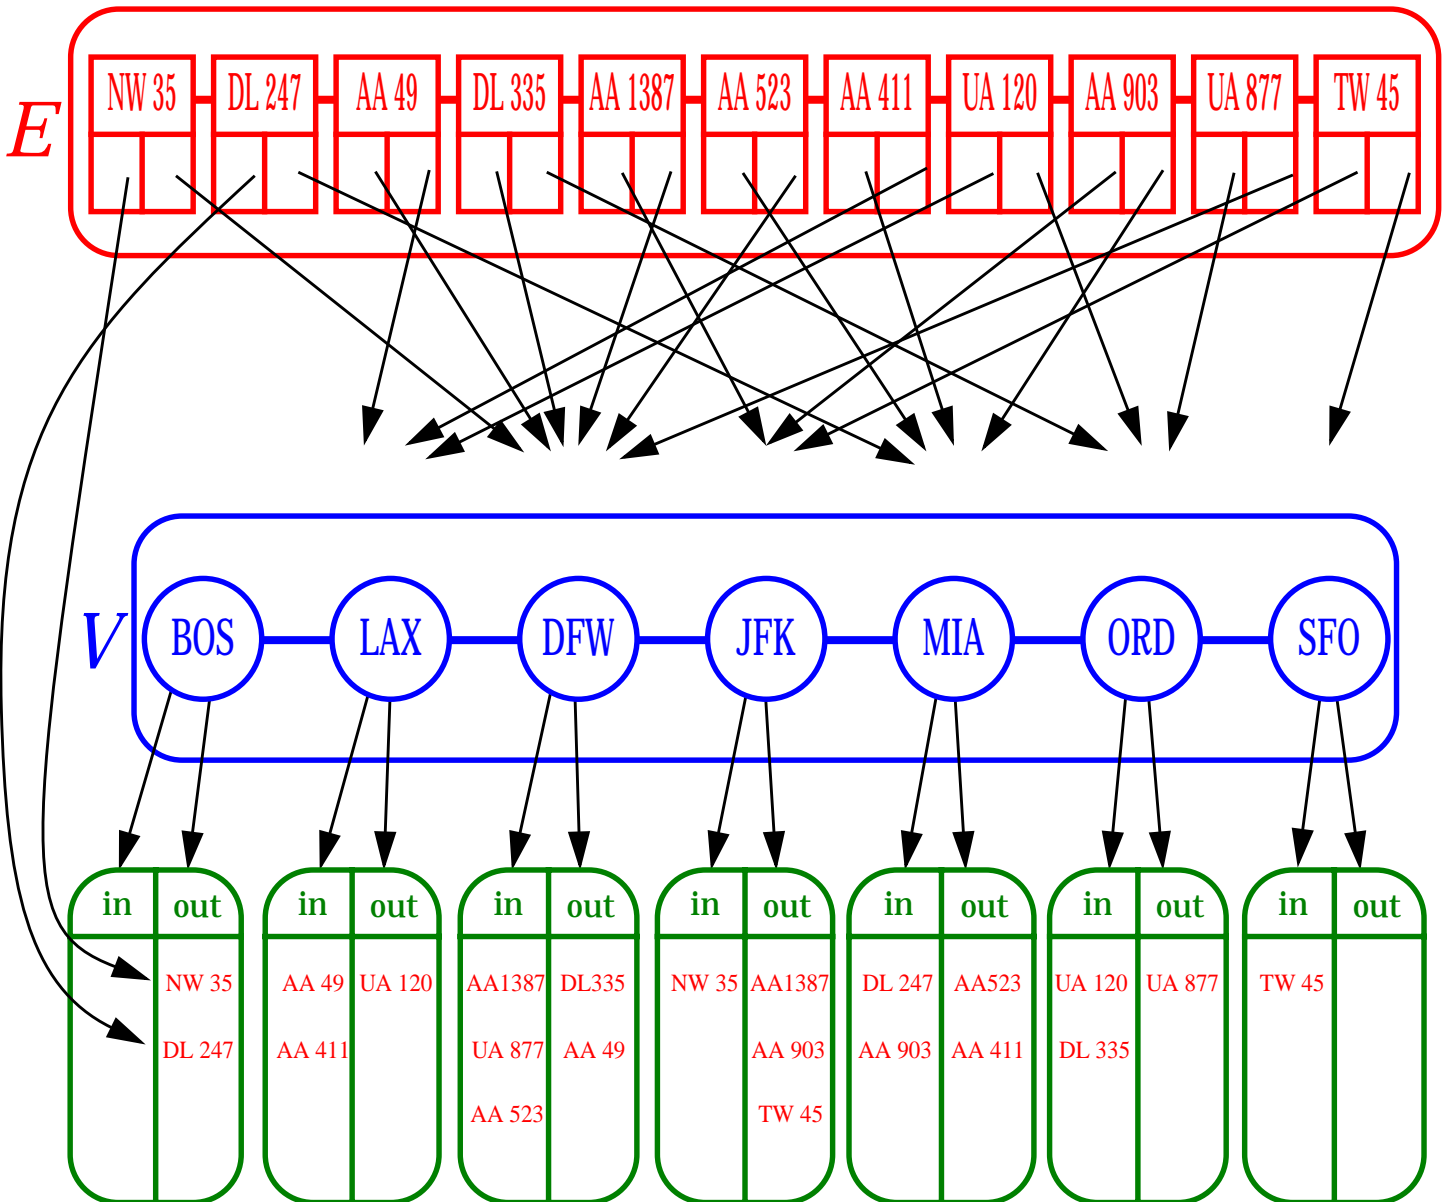 E
NW 35 DL 247 AA 49 DL 335 AA 1387 AA 523 AA 411 UA 120 AA 903 UA 877 TW 45
V
BOS LAX DFW JFK MIA ORD SFO
in out in out in out in out in out in out in out
NW 35 AA 49 UA 120 AA1387 DL335 NW 35 AA1387 DL 247 AA523 UA 120 UA 877 TW 45
DL 247 AA 411 UA 877 AA 49 AA 903 AA 903 AA 411 DL 335
AA 523 TW 45